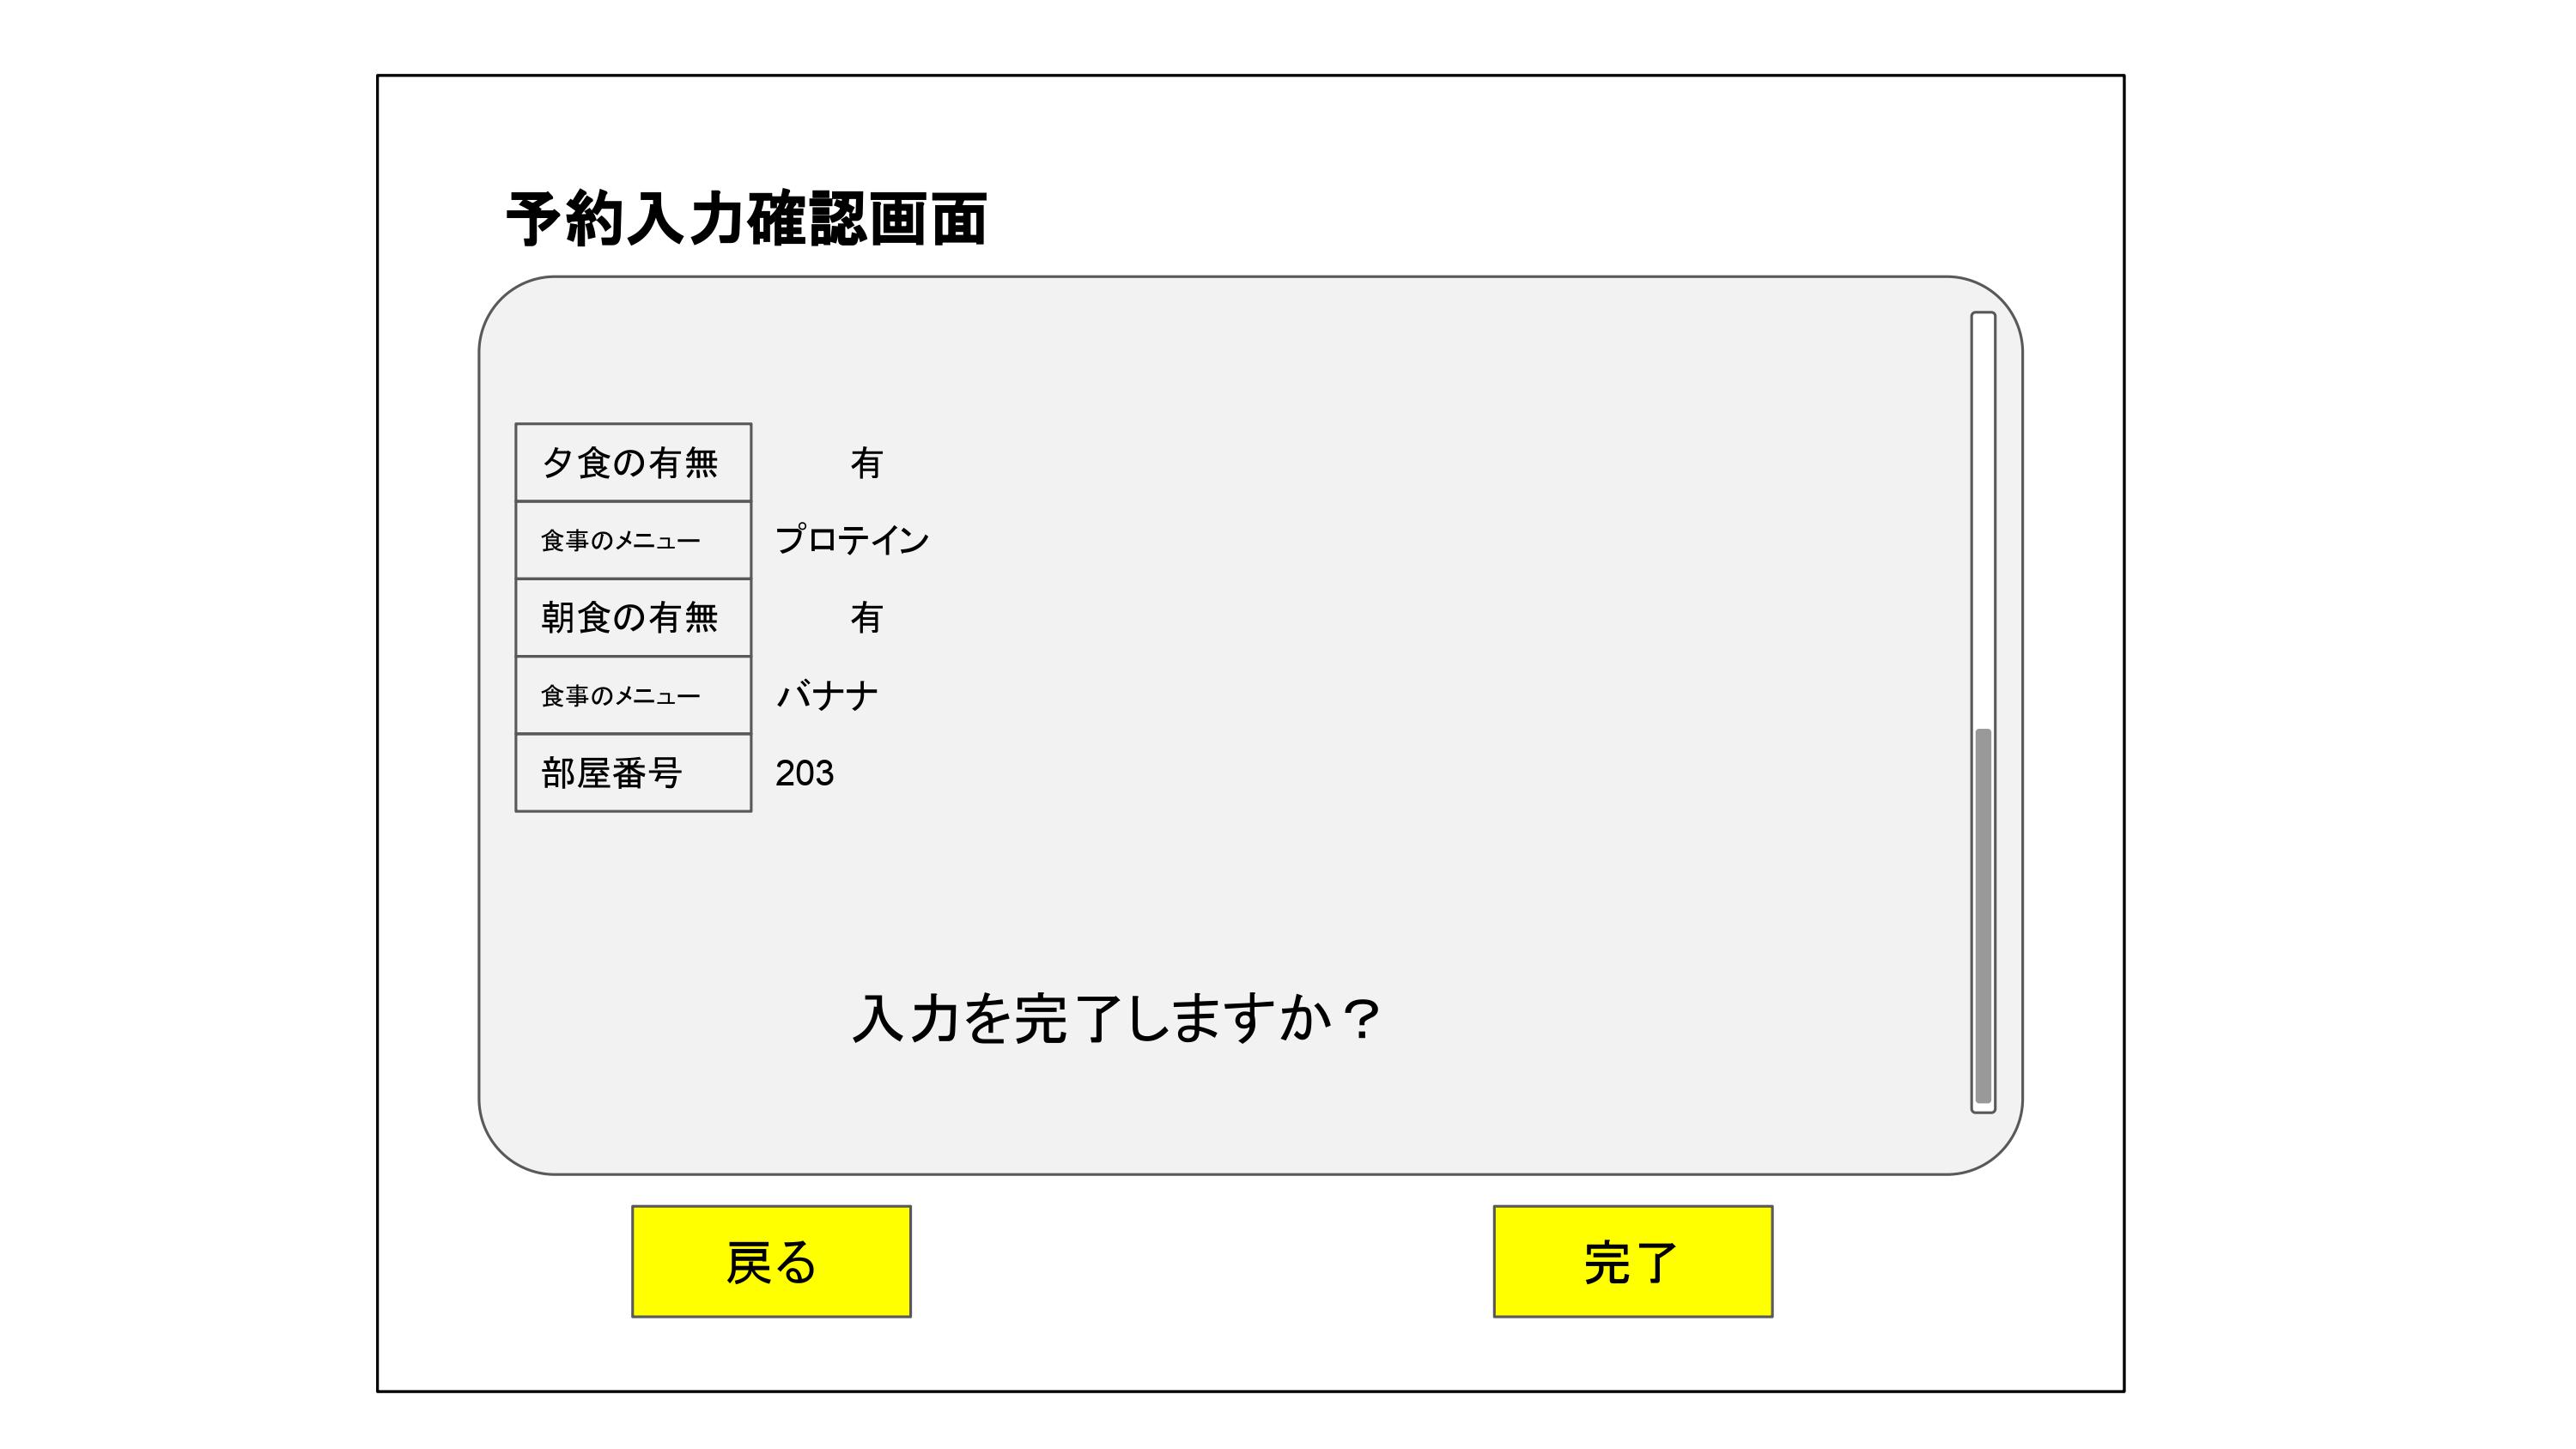 予約入力確認画面
夕食の有無 有
食事のメニュー プロテイン
朝食の有無 有
食事のメニュー バナナ
部屋番号 203
入力を完了しますか？
戻る 完了